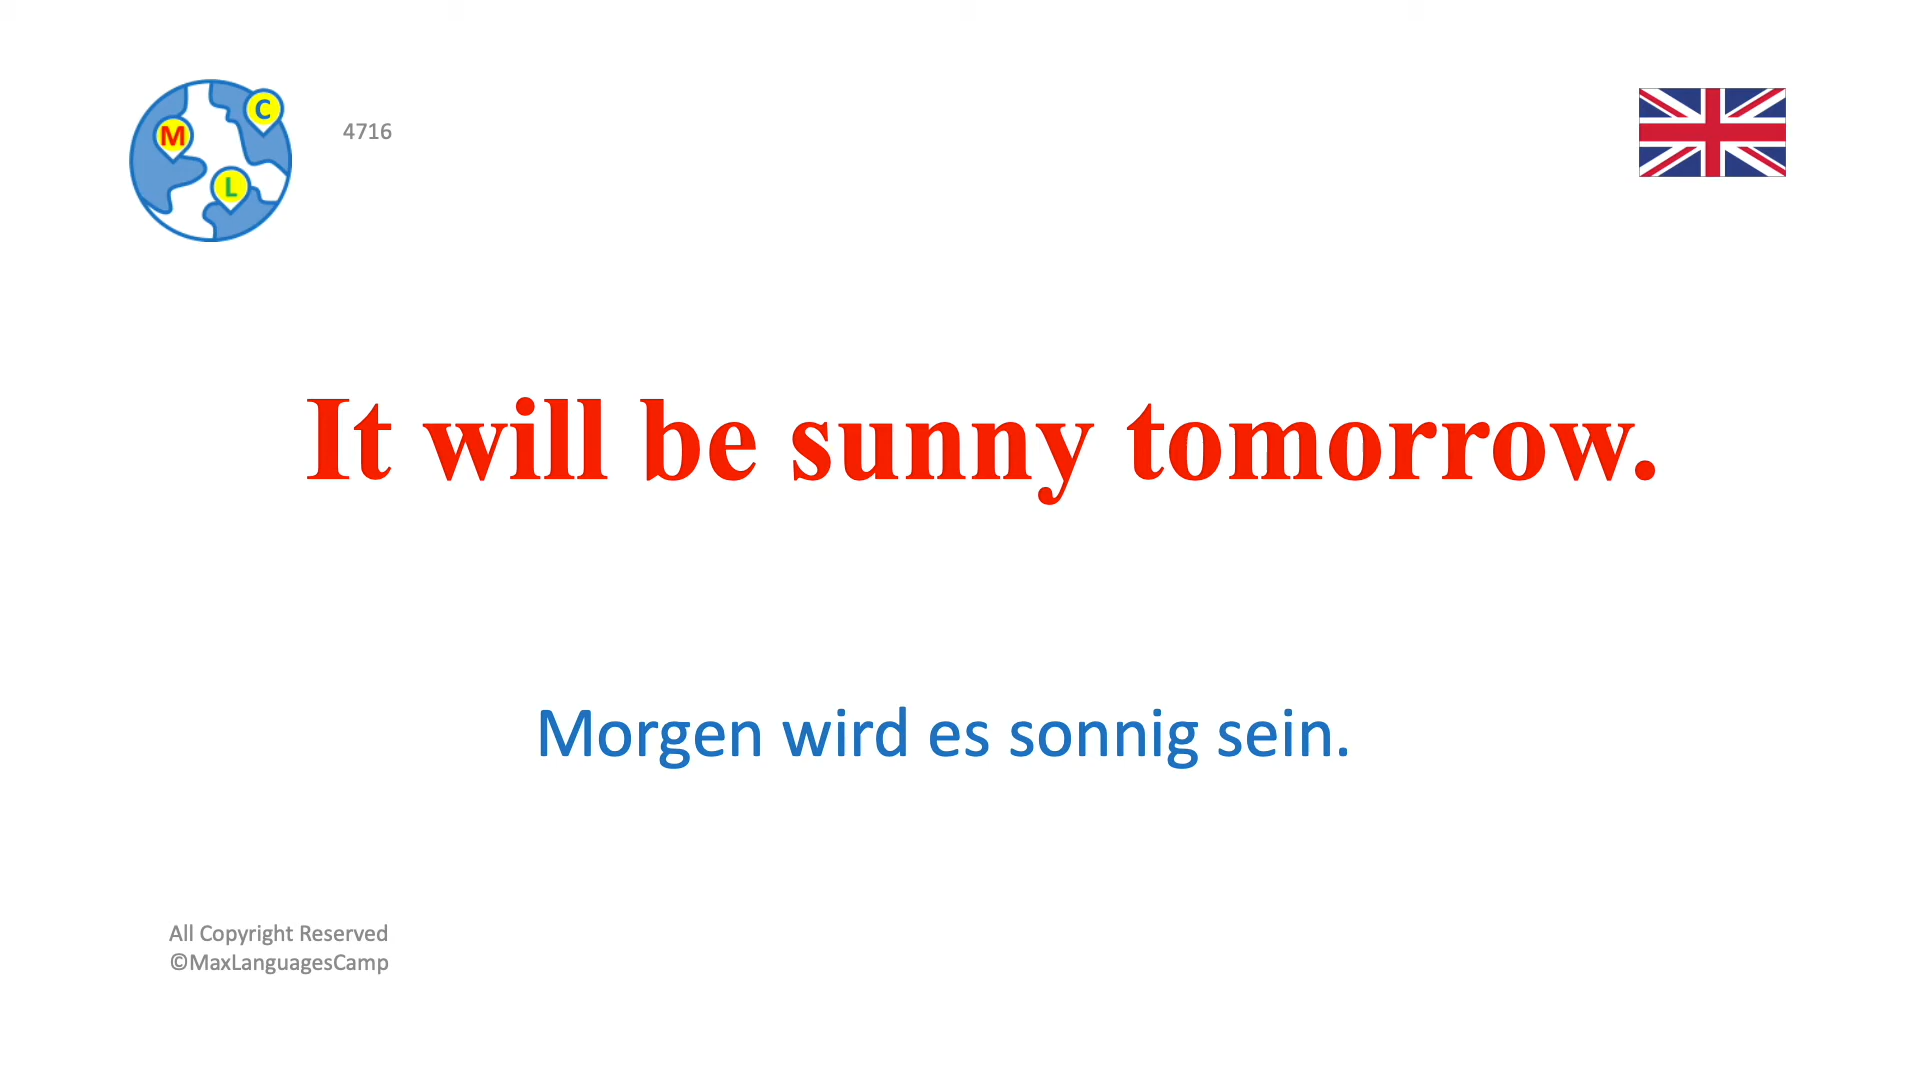 M
C
L
4716
It will be sunny tomorrow.
Morgen wird es sonnig sein.
All Copyright Reserved
©MaxLanguagesCamp